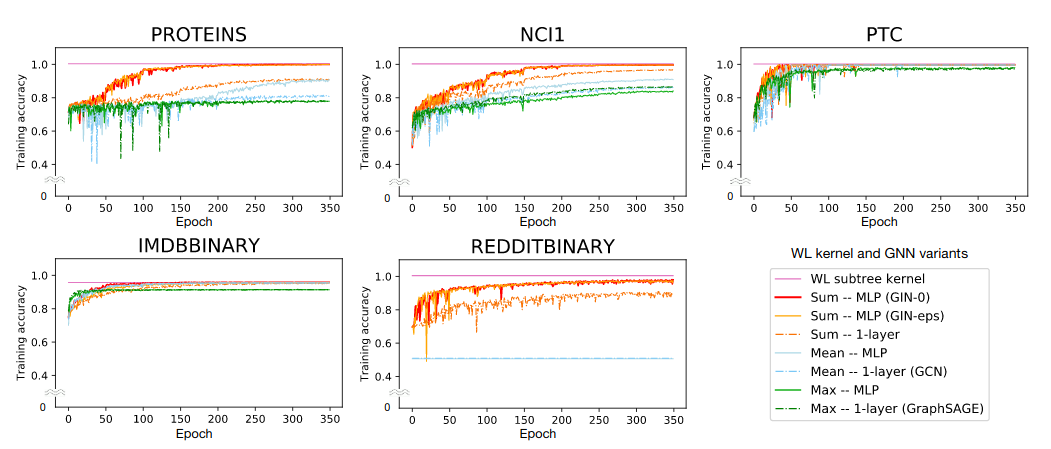 PROTEINS
NCI1
PTC
Training accuracy
1.0
0.8
0.6
0.4
0
0 50 100 150 200 250 300 350
Epoch
Training accuracy
1.0
0.8
0.6
0.4
0
0 50 100 150 200 250 300 350
Epoch
Training accuracy
1.0
0.8
0.6
0.4
0
0 50 100 150 200 250 300 350
Epoch
IMDBBINARY
REDDITBINARY
Training accuracy
1.0
0.8
0.6
0.4
0
0 50 100 150 200 250 300 350
Epoch
Training accuracy
1.0
0.8
0.6
0.4
0
0 50 100 150 200 250 300 350
Epoch
WL kernel and GNN variants
WL subtree kernel
Sum -- MLP (GIN-0)
Sum -- MLP (GIN-eps)
Sum -- 1-layer
Mean -- MLP
Mean -- 1-layer (GCN)
Max -- MLP
Max -- 1-layer (GraphSAGE)